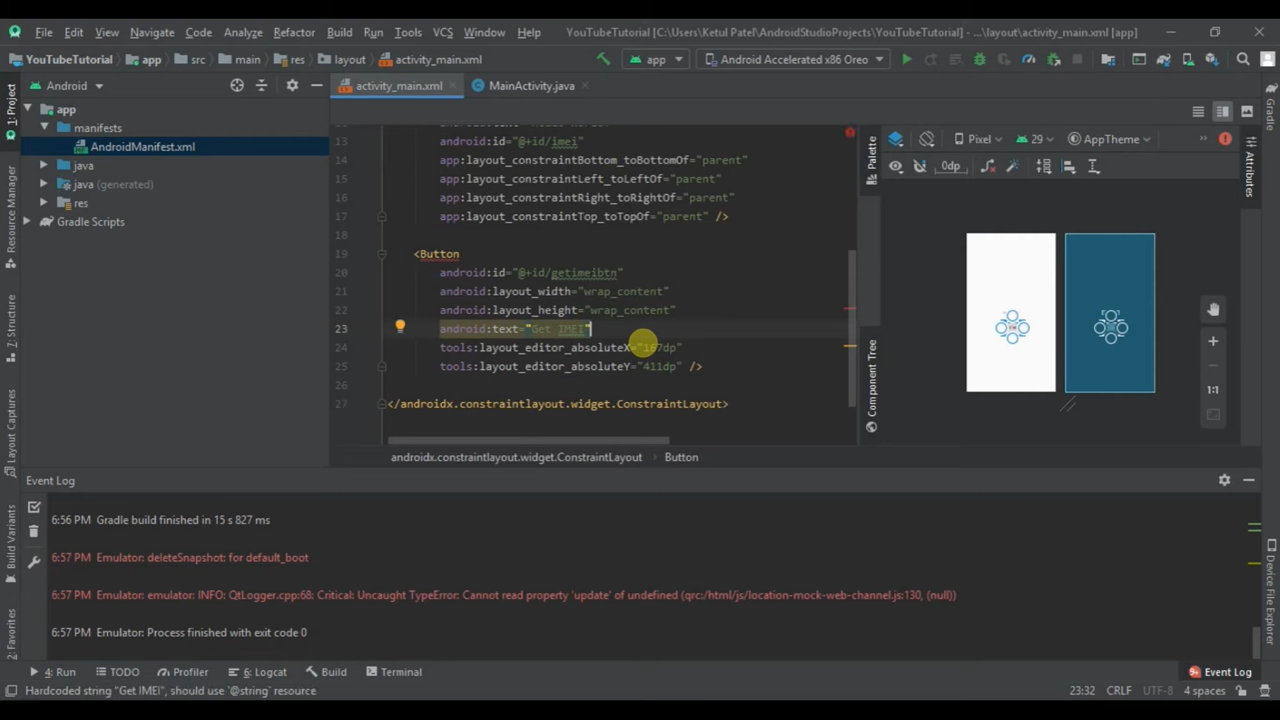 File Edit View Navigate Code Analyze Refactor Build Run Tools VCS Window Help YouTubeTutorial [C:\Users\Ketul Patel\AndroidStudioProjects\YouTubeTutorial] - ...\layout\activity_main.xml [app]
YouTubeTutorial app src main res layout activity_main.xml app Android Accelerated x86 Oreo
Android activity_main.xml MainActivity.java
app
manifests
AndroidManifest.xml
java
java (generated)
res
Gradle Scripts
1: Project
Resource Manager
7: Structure
Layout Captures
Build Variants
2: Favorites
13 android:id="@+id/imei"
14 app:layout_constraintBottom_toBottomOf="parent"
15 app:layout_constraintLeft_toLeftOf="parent"
16 app:layout_constraintRight_toRightOf="parent"
17 app:layout_constraintTop_toTopOf="parent" />
18
19 <Button
20 android:id="@+id/getimeibtn"
21 android:layout_width="wrap_content"
22 android:layout_height="wrap_content"
23 android:text="Get IMEI"
24 tools:layout_editor_absoluteX="167dp"
25 tools:layout_editor_absoluteY="411dp" />
26
27 </androidx.constraintlayout.widget.ConstraintLayout>
androidx.constraintlayout.widget.ConstraintLayout Button
Palette
Component Tree
Pixel 29 AppTheme
0dp
1:1
Attributes
Gradle
Device File Explorer
Event Log
6:56 PM Gradle build finished in 15 s 827 ms
6:57 PM Emulator: deleteSnapshot: for default_boot
6:57 PM Emulator: emulator: INFO: QtLogger.cpp:68: Critical: Uncaught TypeError: Cannot read property 'update' of undefined (qrc:/html/js/location-mock-web-channel.js:130, (null))
6:57 PM Emulator: Process finished with exit code 0
4: Run TODO Profiler 6: Logcat Build Terminal Event Log
Hardcoded string "Get IMEI", should use `@string` resource 23:32 CRLF UTF-8 4 spaces